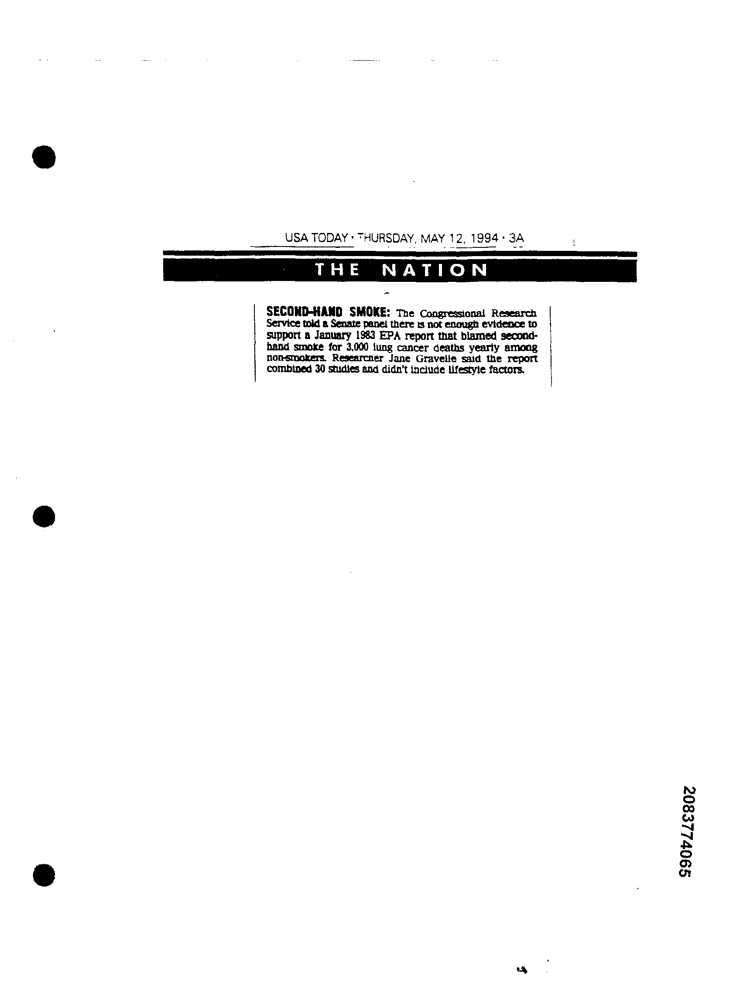 USA TODAY • THURSDAY, MAY 12, 1994 • 3A
THE NATION
SECOND-HAND SMOKE: The Congressional Research
Service told a Senate panel there is not enough evidence to
support a January 1983 EPA report that blamed second-
hand smoke for 3,000 lung cancer deaths yearly among
non-smokers. Researcher Jane Gravelle said the report
combined 30 studies and didn't include lifestyle factors.
2083774065